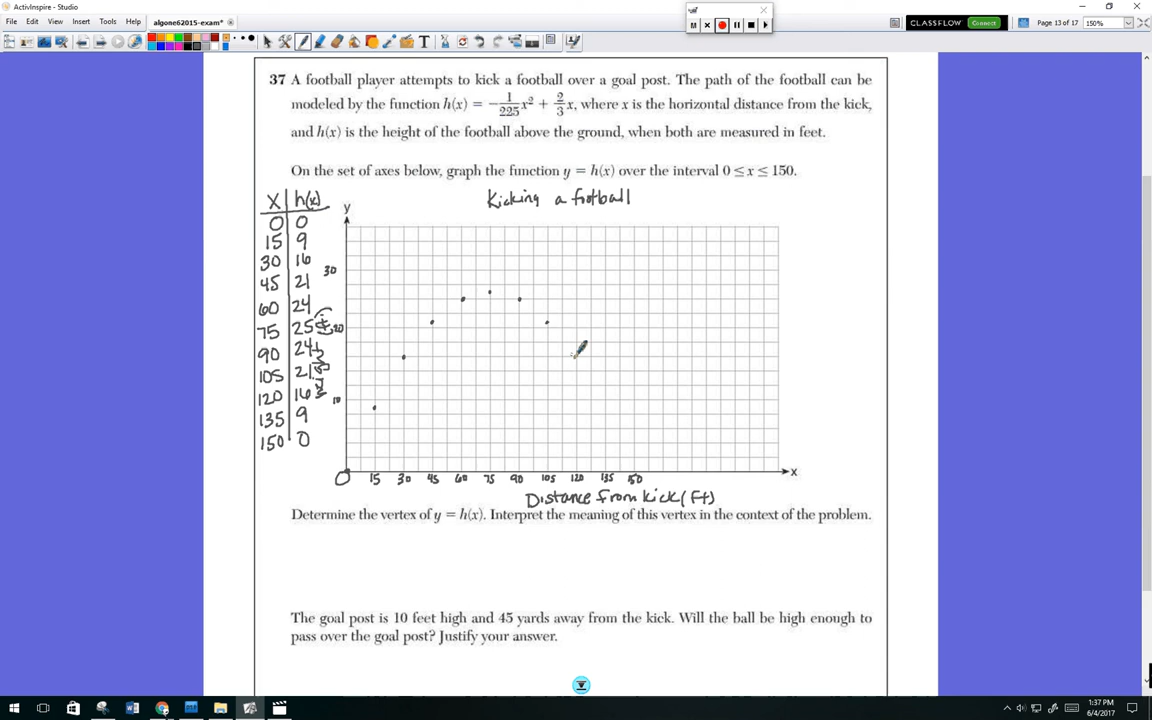 ActivInspire - Studio
File Edit View Insert Tools Help
algone62015-exam*
CLASSFLOW Connect
Page 13 of 17
150%
37 A football player attempts to kick a football over a goal post. The path of the football can be
modeled by the function h(x) = −1/225 x² + 2/3 x, where x is the horizontal distance from the kick,
and h(x) is the height of the football above the ground, when both are measured in feet.
On the set of axes below, graph the function y = h(x) over the interval 0 ≤ x ≤ 150.
Kicking a football
X h(x)
0 0
15 9
30 16
45 21
60 24
75 25
90 24
105 21
120 16
135 9
150 0
y
30
20
10
0 15 30 45 60 75 90 105 120 135 150
x
Distance from kick (Ft)
Determine the vertex of y = h(x). Interpret the meaning of this vertex in the context of the problem.
The goal post is 10 feet high and 45 yards away from the kick. Will the ball be high enough to
pass over the goal post? Justify your answer.
1:37 PM
6/4/2017